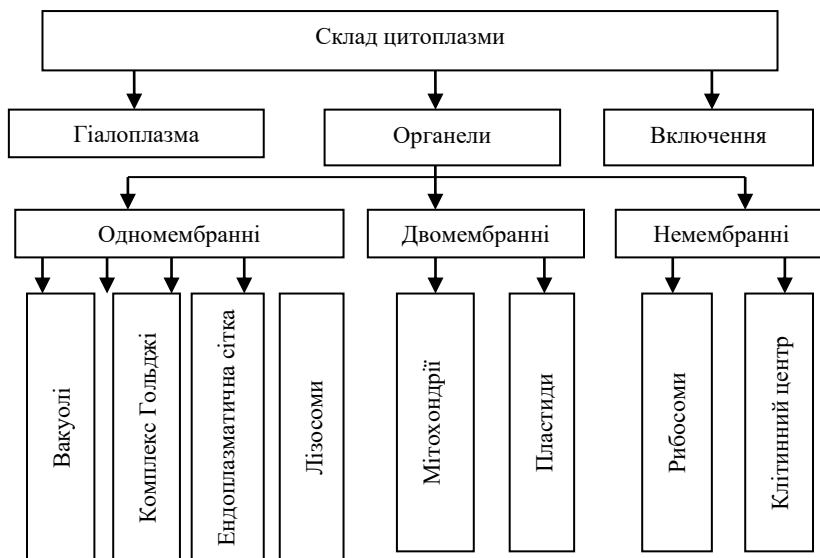 Склад цитоплазми
Гіалоплазма
Органели
Включення
Одномембранні
Двомембранні
Немембранні
Вакуолі
Комплекс Гольджі
Ендоплазматична сітка
Лізосоми
Мітохондрії
Пластиди
Рибосоми
Клітинний центр